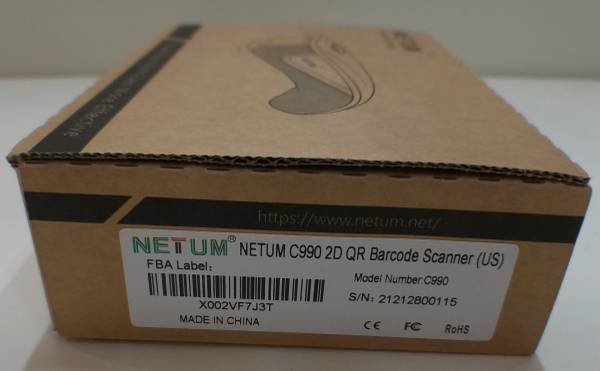 Effective
https://www.netum.net/
NETUM® NETUM C990 2D QR Barcode Scanner (US)
FBA Label:
Model Number:C990
X002VF7J3T
S/N: 21212800115
MADE IN CHINA
CE FC RoHS